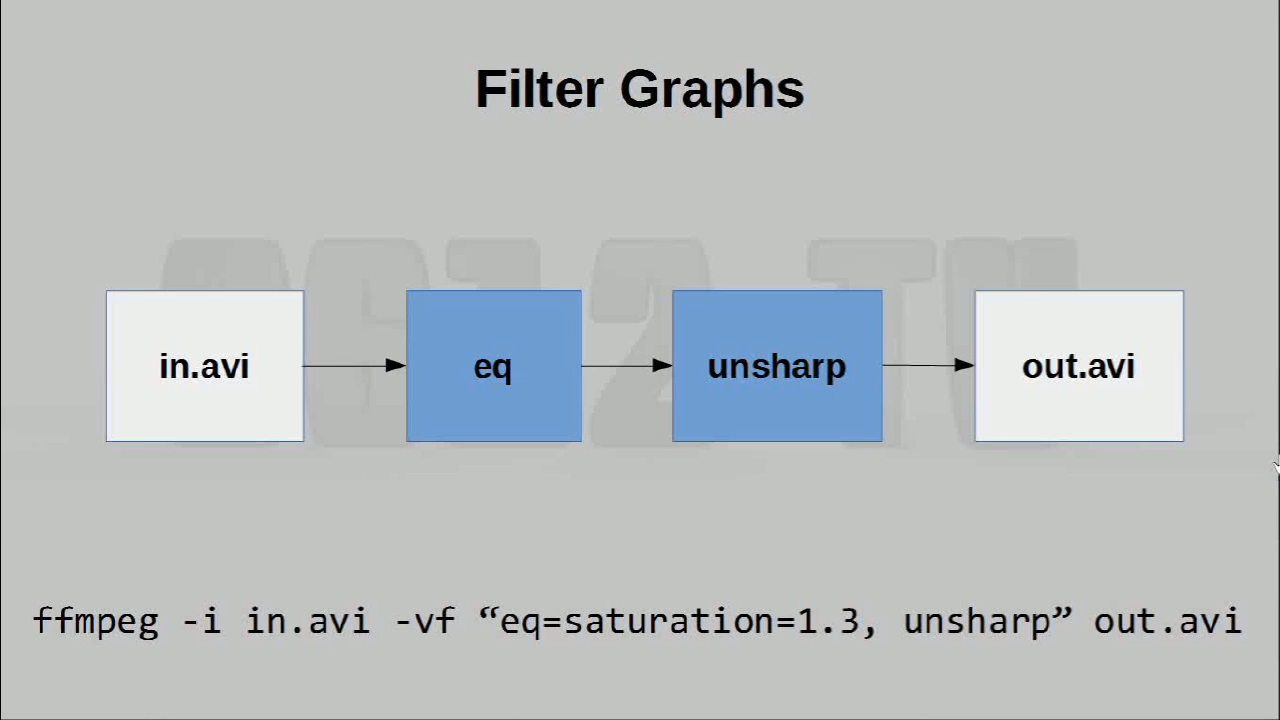 Filter Graphs
in.avi
eq
unsharp
out.avi
ffmpeg -i in.avi -vf “eq=saturation=1.3, unsharp” out.avi